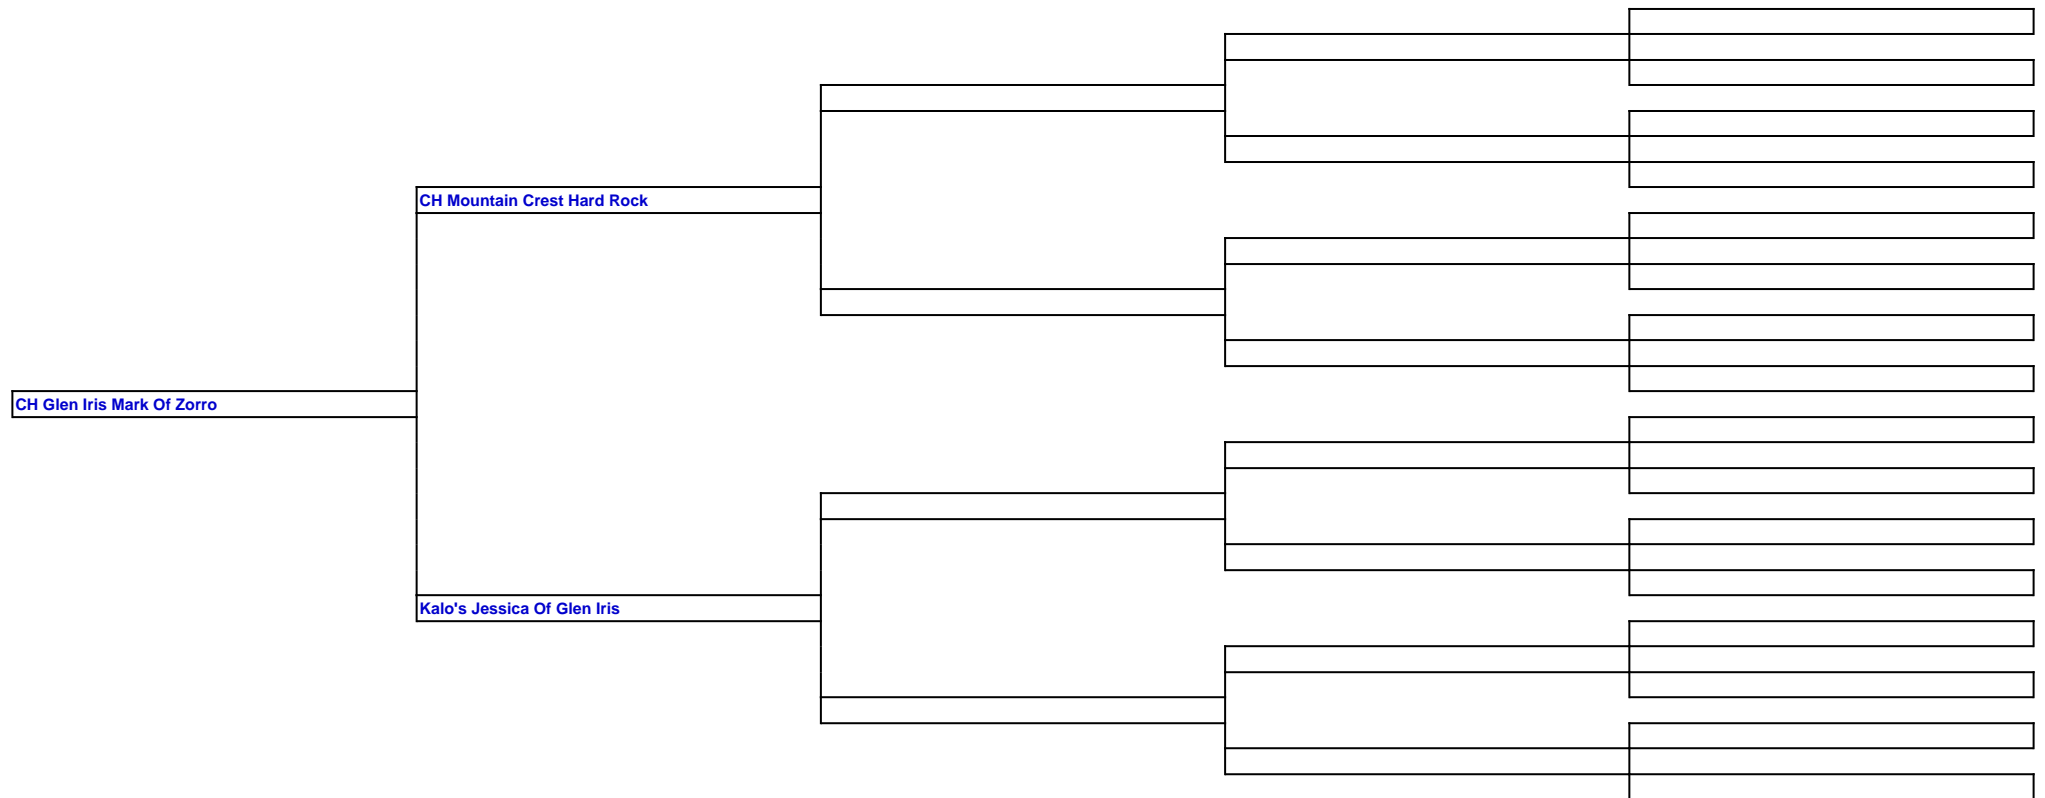 CH Mountain Crest Hard Rock
CH Glen Iris Mark Of Zorro
Kalo's Jessica Of Glen Iris